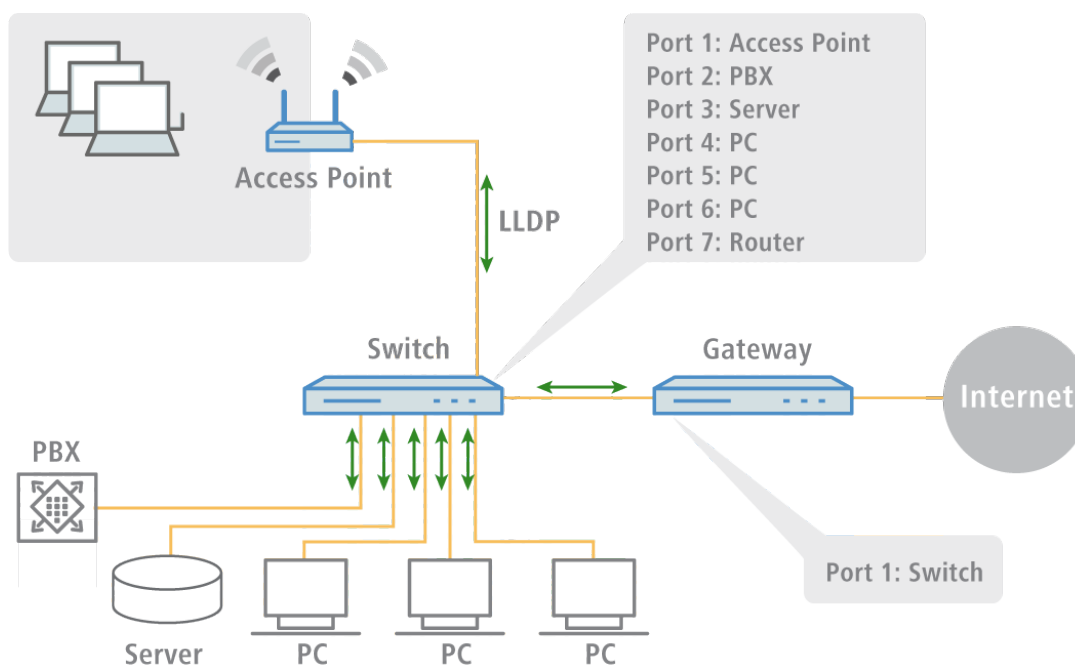 Port 1: Access Point
Port 2: PBX
Port 3: Server
Port 4: PC
Port 5: PC
Port 6: PC
Port 7: Router
Access Point
LLDP
Switch
Gateway
Internet
PBX
Port 1: Switch
Server
PC
PC
PC